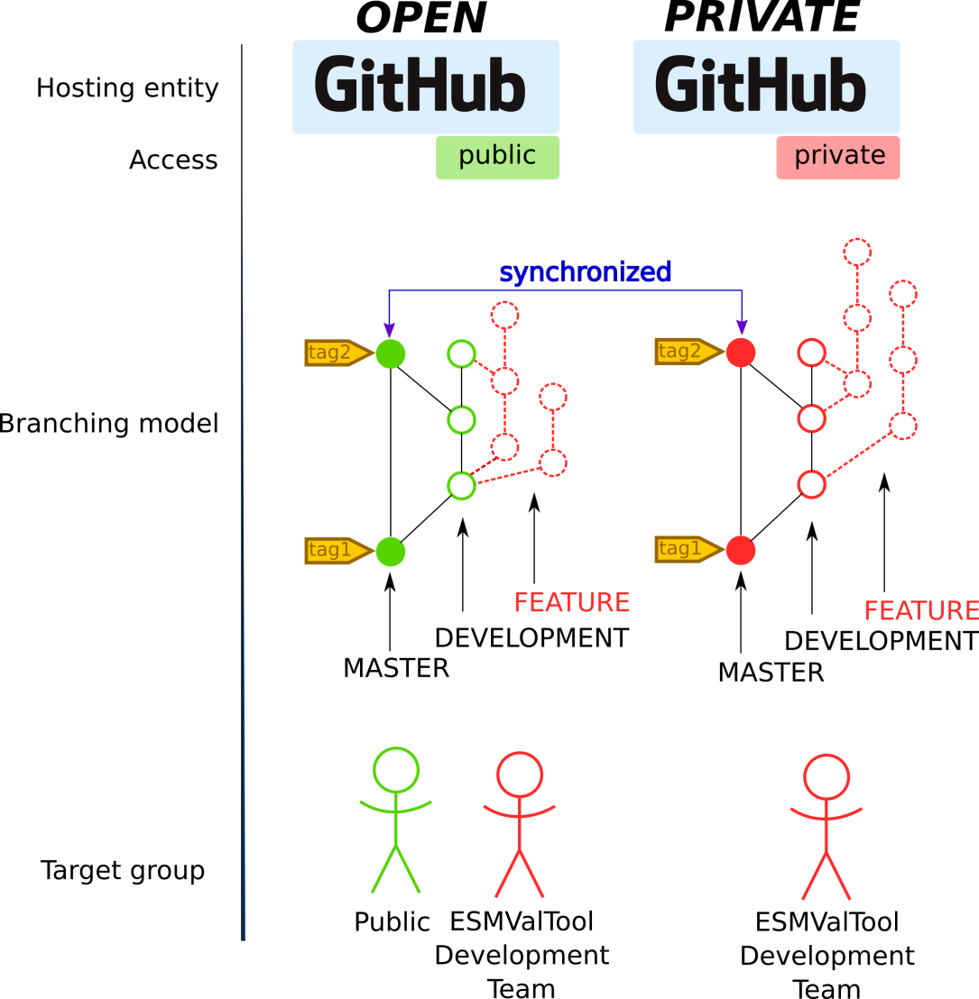 OPEN
PRIVATE
Hosting entity
GitHub
GitHub
Access
public
private
synchronized
tag2
tag2
Branching model
tag1
tag1
FEATURE
FEATURE
DEVELOPMENT
DEVELOPMENT
MASTER
MASTER
Target group
Public
ESMValTool
Development
Team
ESMValTool
Development
Team